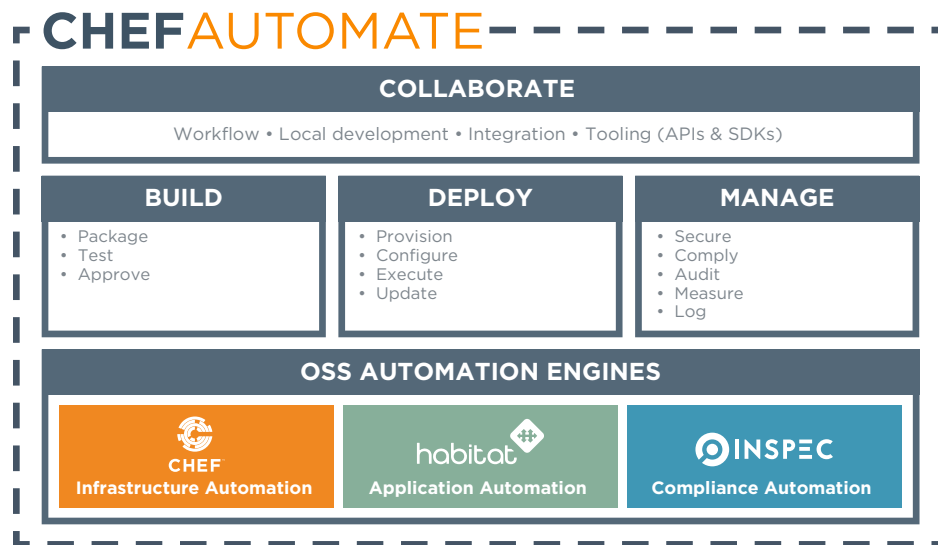 CHEFAUTOMATE
COLLABORATE
Workflow • Local development • Integration • Tooling (APIs & SDKs)
BUILD
• Package
• Test
• Approve
DEPLOY
• Provision
• Configure
• Execute
• Update
MANAGE
• Secure
• Comply
• Audit
• Measure
• Log
OSS AUTOMATION ENGINES
CHEF™
Infrastructure Automation
habitat
Application Automation
INSPEC
Compliance Automation